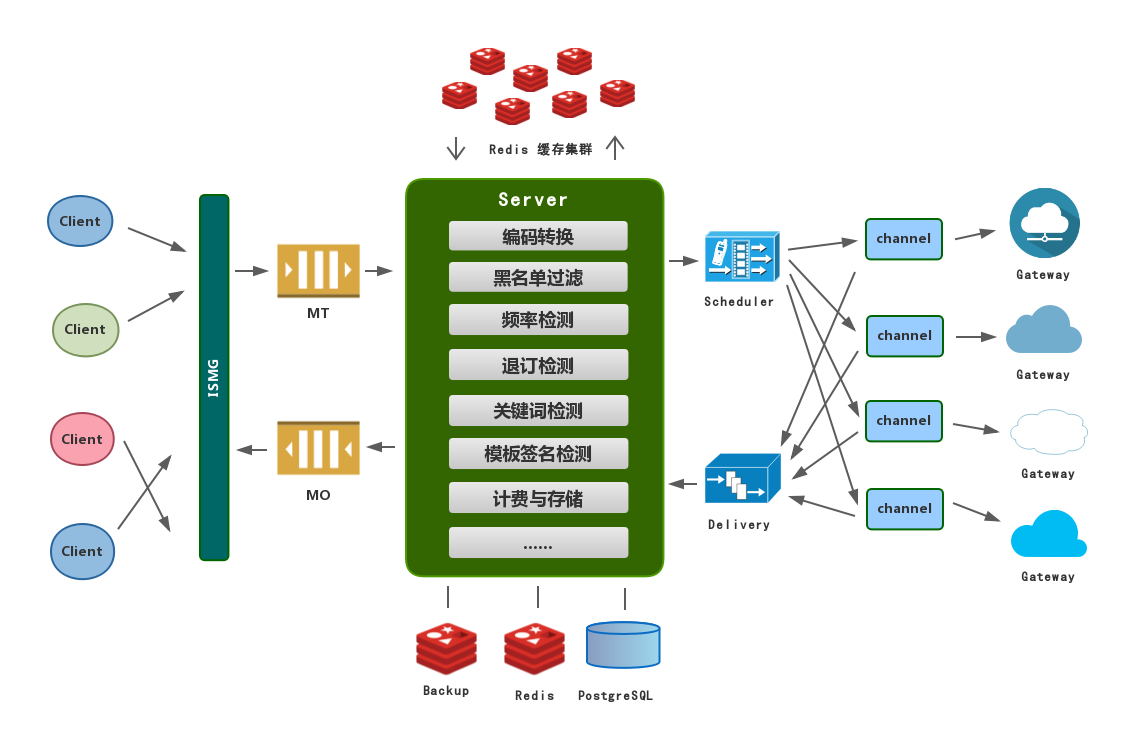 Redis 缓存集群
Client
Client
Client
Client
ISMG
MT
MO
Server
编码转换
黑名单过滤
频率检测
退订检测
关键词检测
模板签名检测
计费与存储
......
Backup
Redis
PostgreSQL
Scheduler
Delivery
channel
channel
channel
channel
Gateway
Gateway
Gateway
Gateway